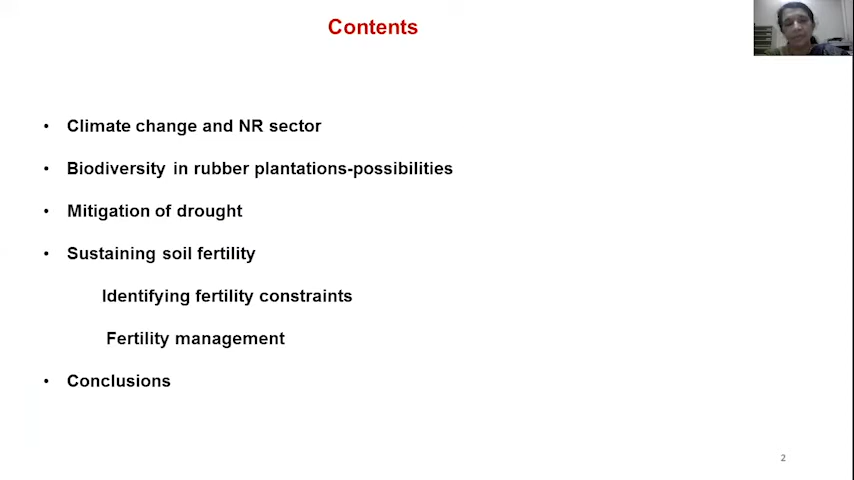 Contents
• Climate change and NR sector
• Biodiversity in rubber plantations-possibilities
• Mitigation of drought
• Sustaining soil fertility
Identifying fertility constraints
Fertility management
• Conclusions
2